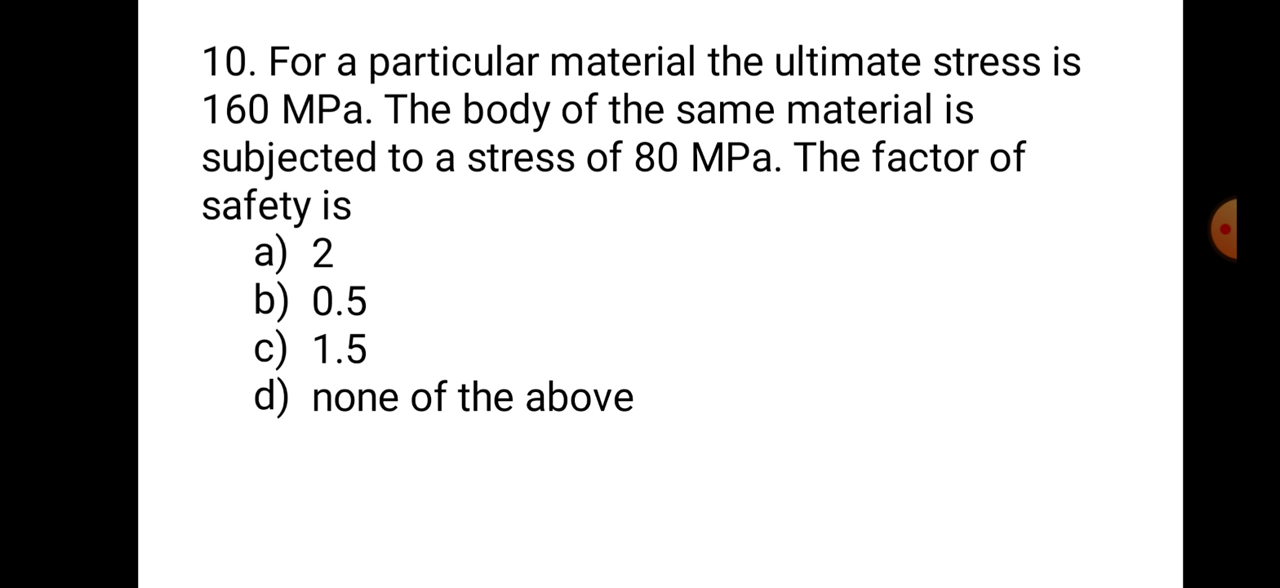 10. For a particular material the ultimate stress is
160 MPa. The body of the same material is
subjected to a stress of 80 MPa. The factor of
safety is
a) 2
b) 0.5
c) 1.5
d) none of the above